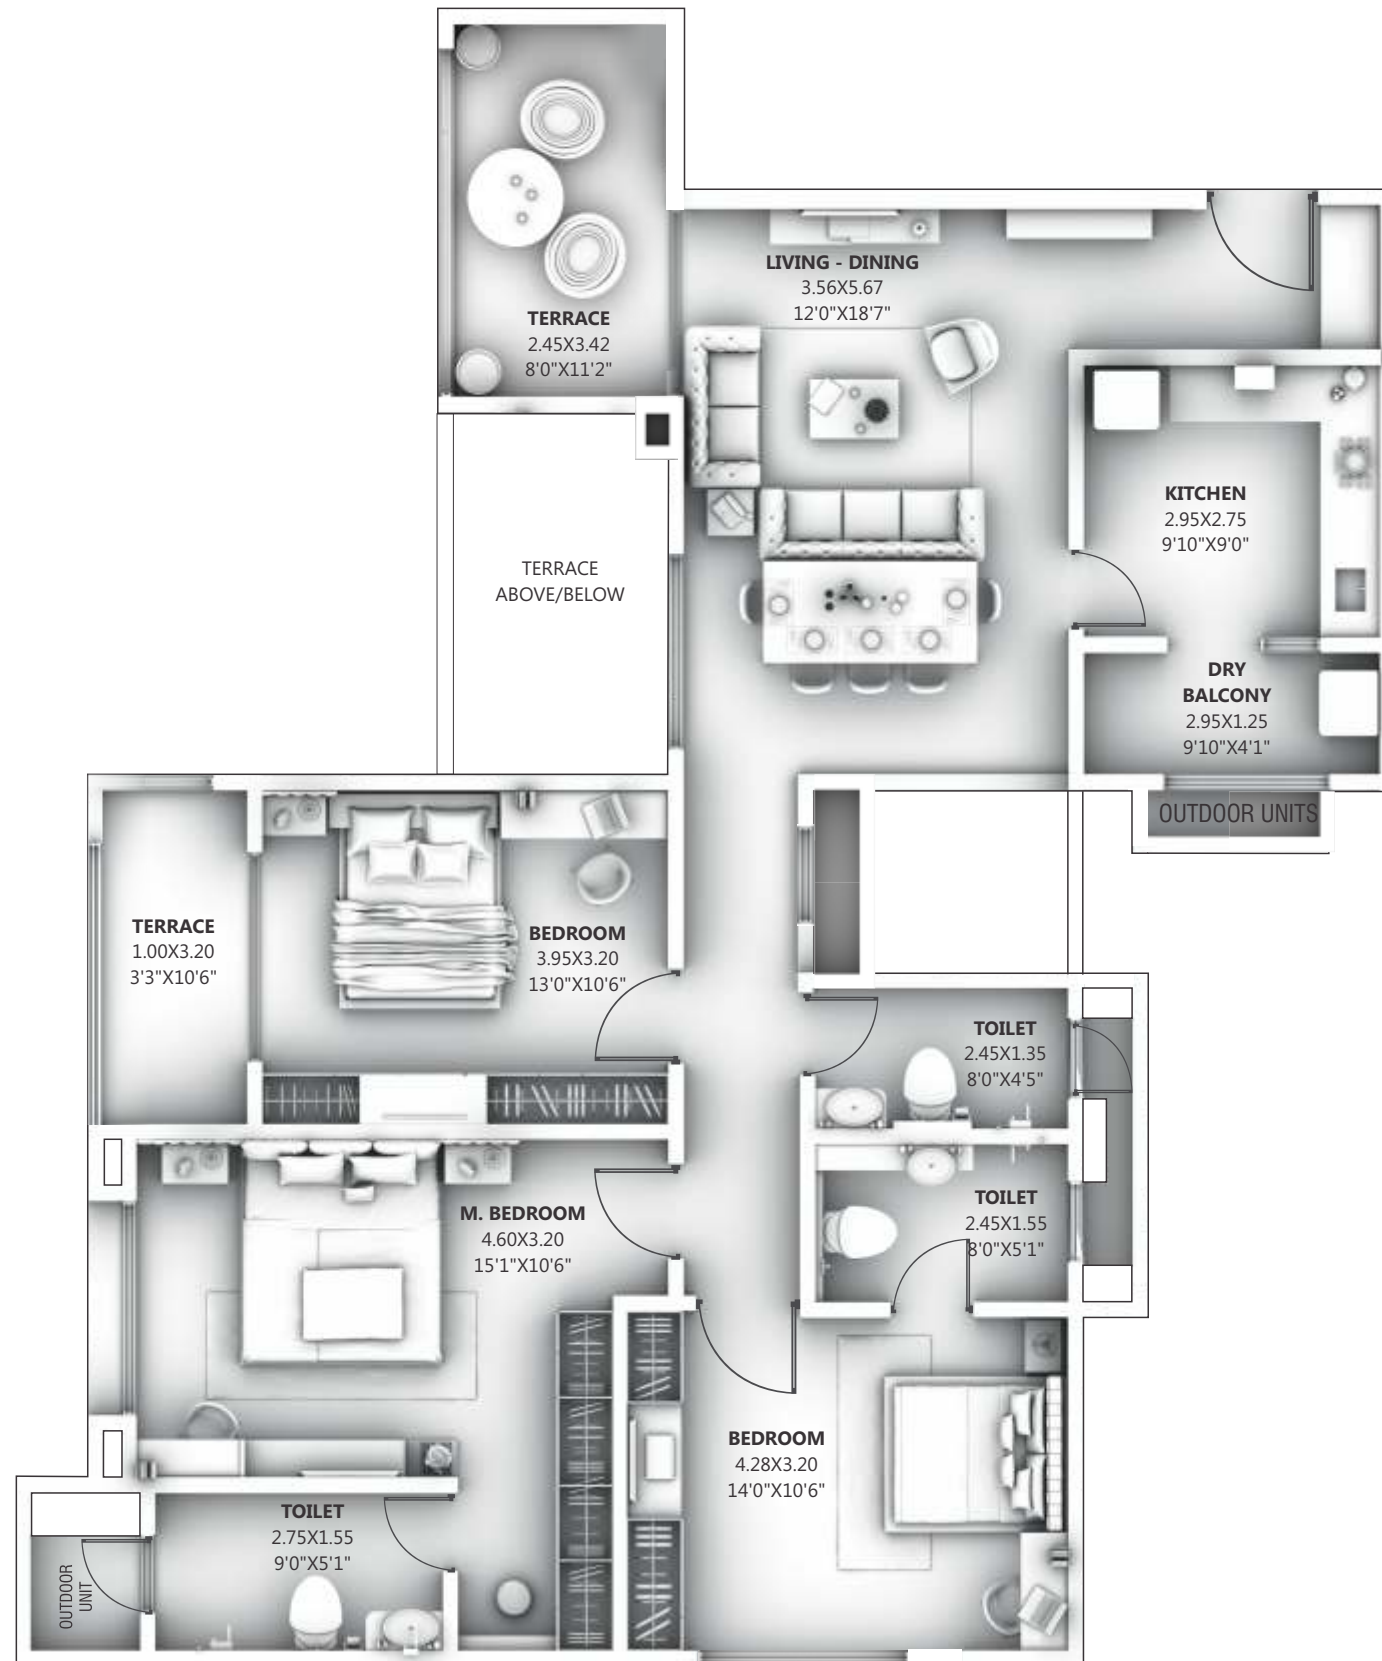 LIVING - DINING
3.56X5.67
12'0"X18'7"
TERRACE
2.45X3.42
8'0"X11'2"
KITCHEN
2.95X2.75
9'10"X9'0"
TERRACE
ABOVE/BELOW
DRY
BALCONY
2.95X1.25
9'10"X4'1"
OUTDOOR UNITS
TERRACE
1.00X3.20
3'3"X10'6"
BEDROOM
3.95X3.20
13'0"X10'6"
TOILET
2.45X1.35
8'0"X4'5"
M. BEDROOM
4.60X3.20
15'1"X10'6"
TOILET
2.45X1.55
8'0"X5'1"
BEDROOM
4.28X3.20
14'0"X10'6"
TOILET
2.75X1.55
9'0"X5'1"
OUTDOOR
UNIT